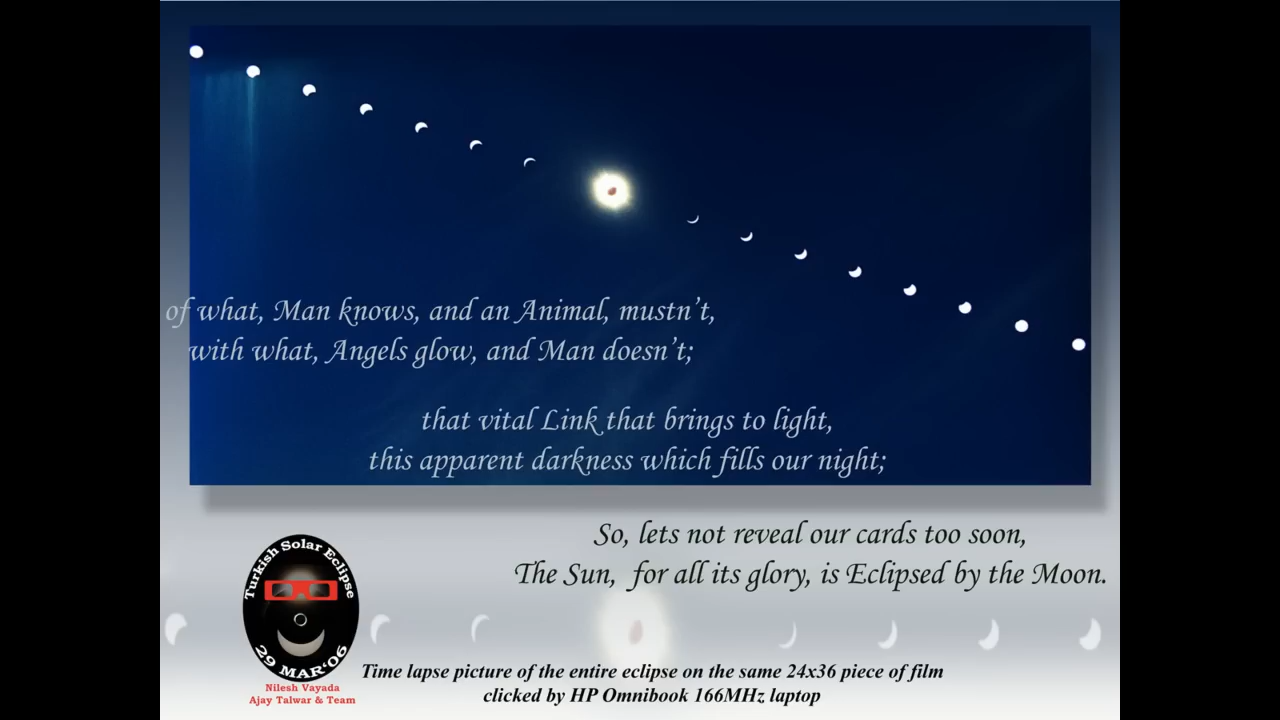 of what, Man knows, and an Animal, mustn't,
with what, Angels glow, and Man doesn't;
that vital Link that brings to light,
this apparent darkness which fills our night;
So, lets not reveal our cards too soon,
The Sun, for all its glory, is Eclipsed by the Moon.
Turkish Solar Eclipse
29 MAR'06
Nilesh Vayada
Ajay Talwar & Team
Time lapse picture of the entire eclipse on the same 24x36 piece of film
clicked by HP Omnibook 166MHz laptop